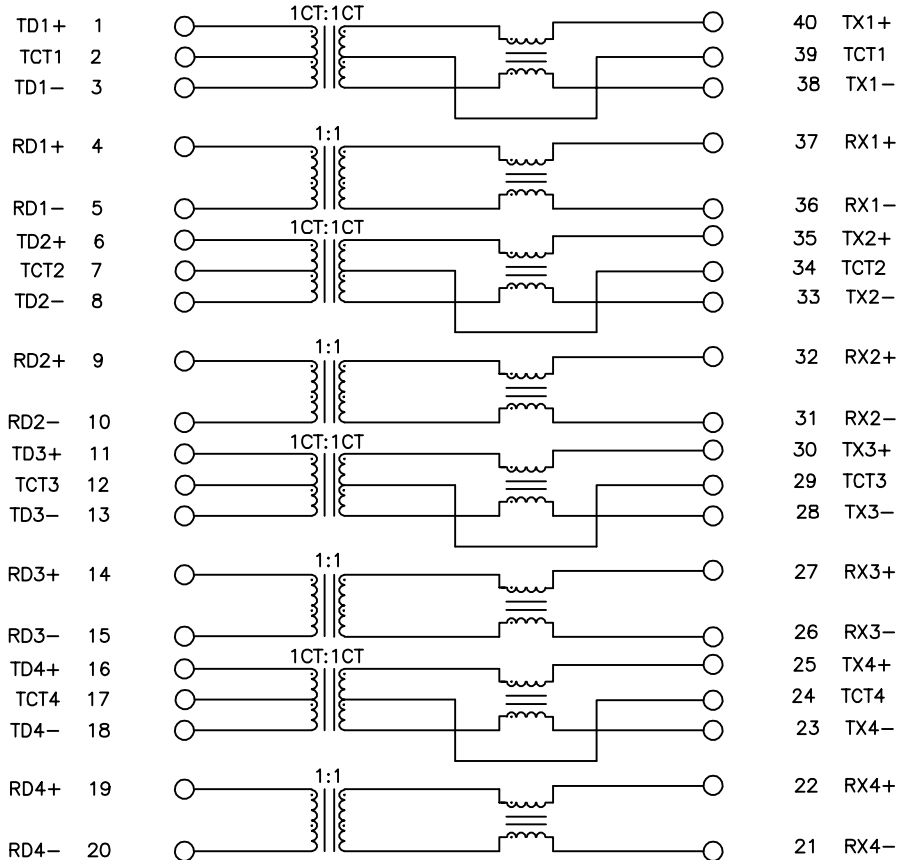 1CT:1CT
TD1+ 1 40 TX1+
TCT1 2 39 TCT1
TD1− 3 38 TX1−
1:1
RD1+ 4 37 RX1+
RD1− 5 36 RX1−
1CT:1CT
TD2+ 6 35 TX2+
TCT2 7 34 TCT2
TD2− 8 33 TX2−
1:1
RD2+ 9 32 RX2+
RD2− 10 31 RX2−
1CT:1CT
TD3+ 11 30 TX3+
TCT3 12 29 TCT3
TD3− 13 28 TX3−
1:1
RD3+ 14 27 RX3+
RD3− 15 26 RX3−
1CT:1CT
TD4+ 16 25 TX4+
TCT4 17 24 TCT4
TD4− 18 23 TX4−
1:1
RD4+ 19 22 RX4+
RD4− 20 21 RX4−